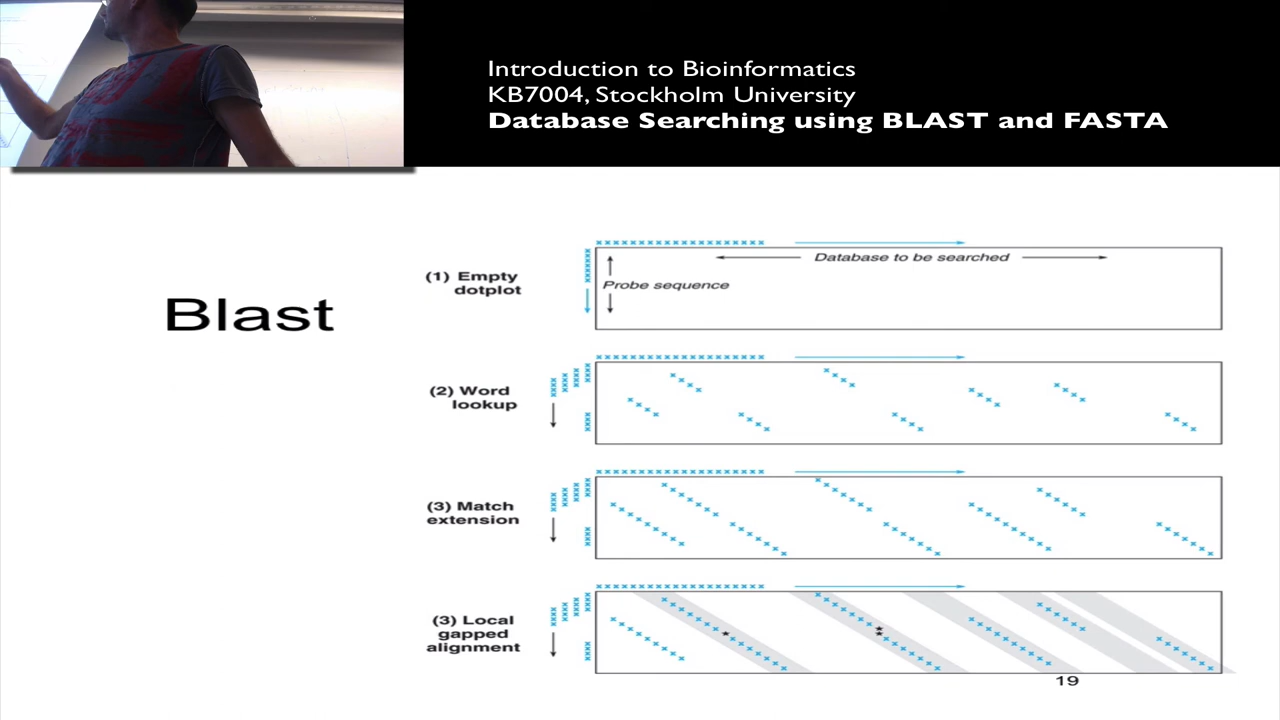 Introduction to Bioinformatics
KB7004, Stockholm University
Database Searching using BLAST and FASTA
Blast
(1) Empty
dotplot
Database to be searched
Probe sequence
(2) Word
lookup
(3) Match
extension
(3) Local
gapped
alignment
19